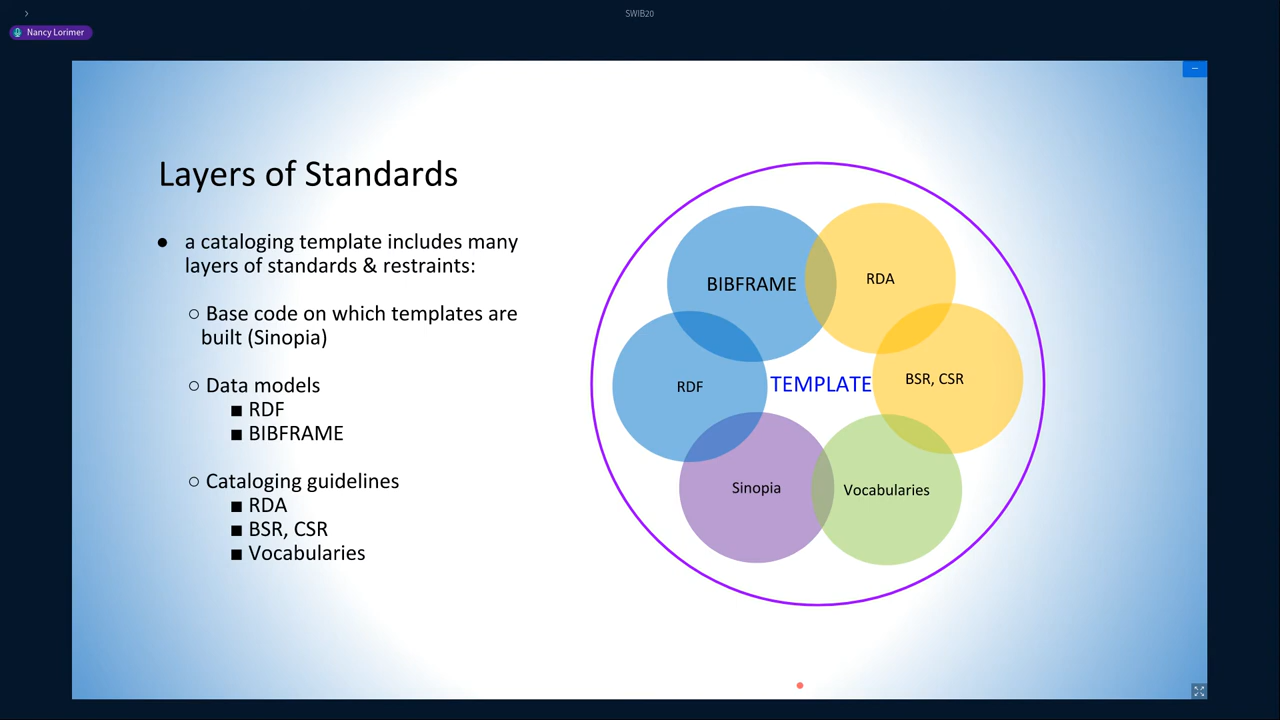 SWIB20
Nancy Lorimer
Layers of Standards
● a cataloging template includes many
layers of standards & restraints:
○ Base code on which templates are
built (Sinopia)
○ Data models
■ RDF
■ BIBFRAME
○ Cataloging guidelines
■ RDA
■ BSR, CSR
■ Vocabularies
BIBFRAME
RDA
RDF
TEMPLATE
BSR, CSR
Sinopia
Vocabularies